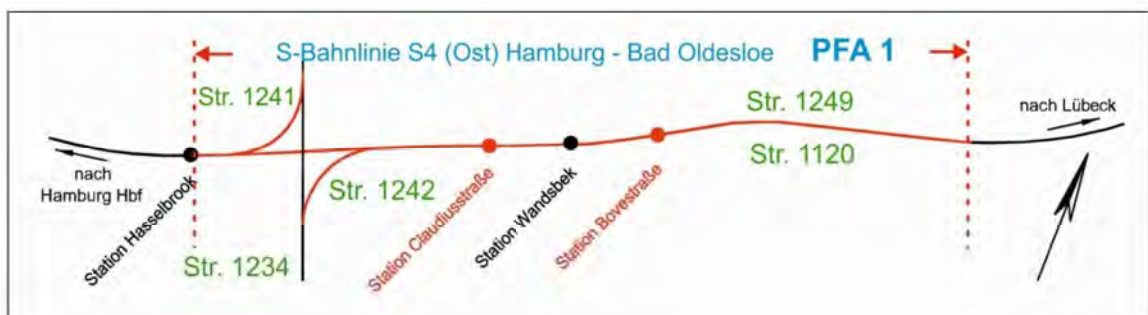 S-Bahnlinie S4 (Ost) Hamburg - Bad Oldesloe PFA 1
Str. 1241
Str. 1249
nach Lübeck
nach
Hamburg Hbf
Str. 1242
Str. 1120
Station Hasselbrook
Station Claudiusstraße
Station Wandsbek
Station Bovestraße
Str. 1234